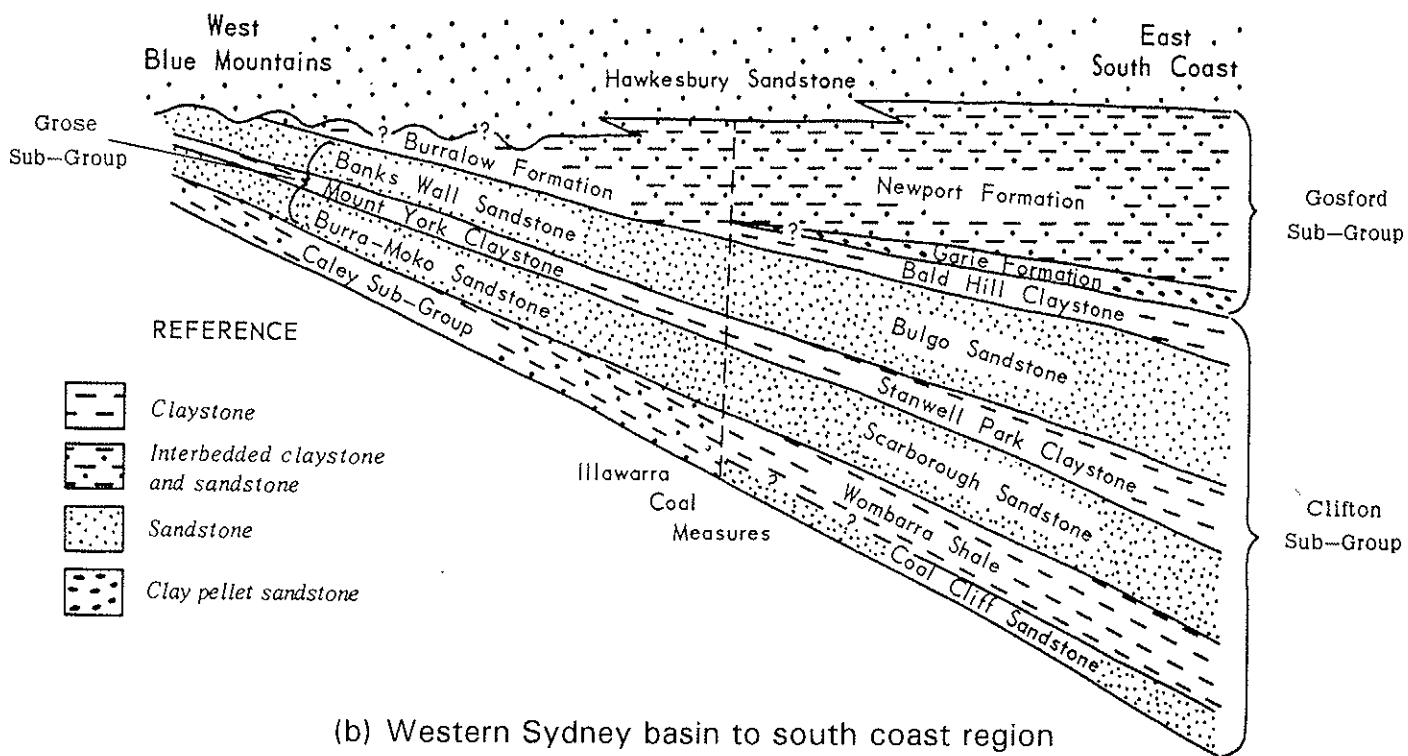 West
Blue Mountains
East
South Coast
Hawkesbury Sandstone
Grose
Sub-Group
?
?
Burralow Formation
Banks Wall Sandstone
Mount York Claystone
Burra-Moko Sandstone
Caley Sub-Group
Newport Formation
?
Garie Formation
Bald Hill Claystone
Bulgo Sandstone
Stanwell Park Claystone
Scarborough Sandstone
Wombarra Shale
?
?
Coal Cliff Sandstone
Illawarra
Coal
Measures
Gosford
Sub-Group
Clifton
Sub-Group
REFERENCE
Claystone
Interbedded claystone
and sandstone
Sandstone
Clay pellet sandstone
(b) Western Sydney basin to south coast region